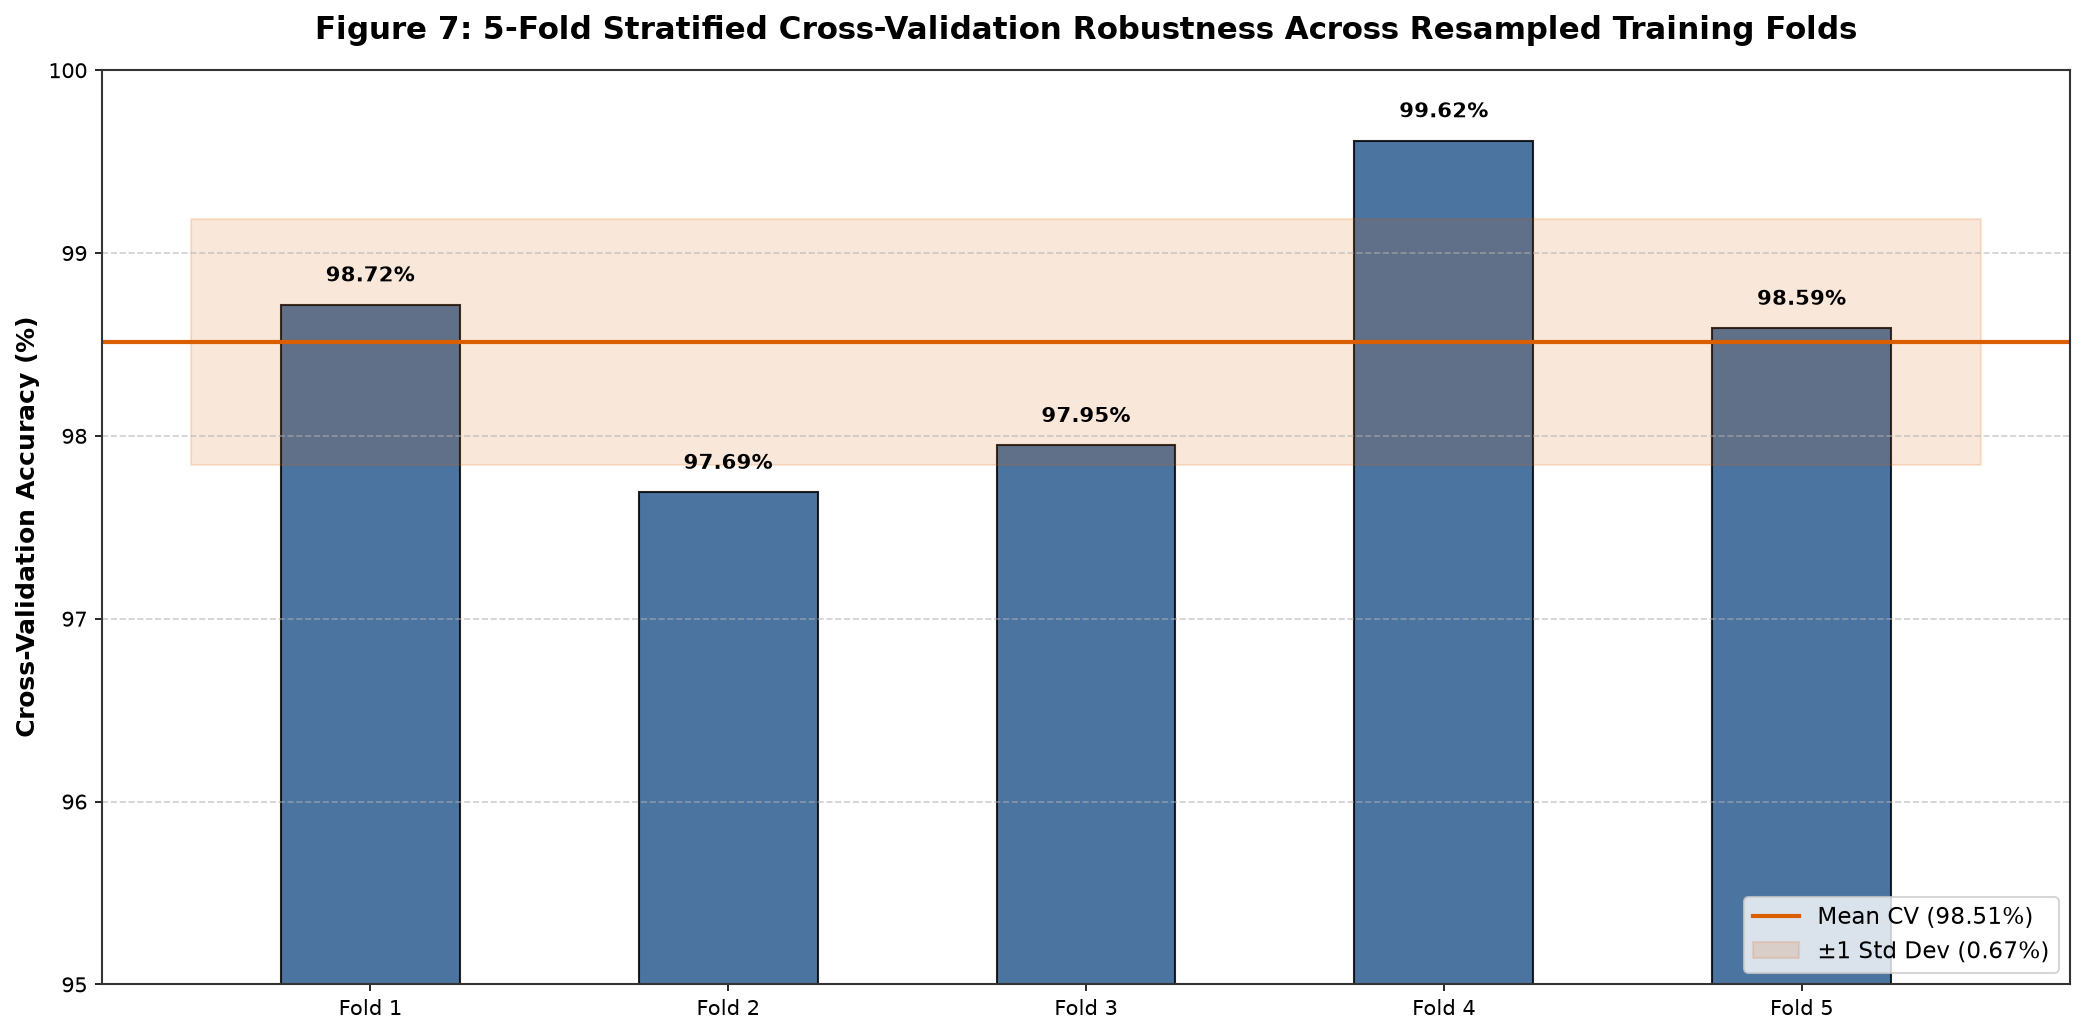 Figure 7: 5-Fold Stratified Cross-Validation Robustness Across Resampled Training Folds
Cross-Validation Accuracy (%)
100
99
98
97
96
95
98.72%
97.69%
97.95%
99.62%
98.59%
Mean CV (98.51%)
±1 Std Dev (0.67%)
Fold 1
Fold 2
Fold 3
Fold 4
Fold 5